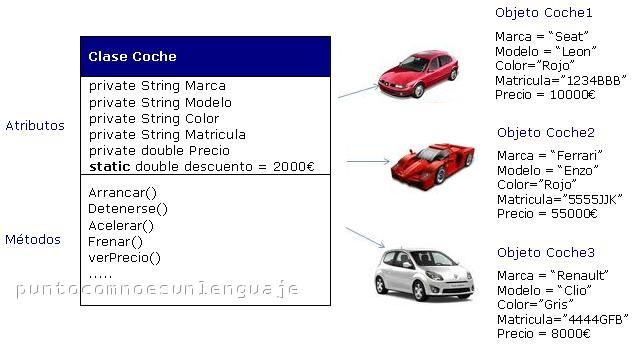 Clase Coche
Atributos
private String Marca
private String Modelo
private String Color
private String Matricula
private double Precio
static double descuento = 2000€
Métodos
Arrancar()
Detenerse()
Acelerar()
Frenar()
verPrecio()
.....
puntocomnoesunlenguaje
Objeto Coche1
Marca = “Seat”
Modelo = “Leon”
Color=”Rojo”
Matricula=”1234BBB”
Precio = 10000€
Objeto Coche2
Marca = “Ferrari”
Modelo = “Enzo”
Color=”Rojo”
Matricula=”5555JJK”
Precio = 55000€
Objeto Coche3
Marca = “Renault”
Modelo = “Clio”
Color=”Gris”
Matricula=”4444GFB”
Precio = 8000€